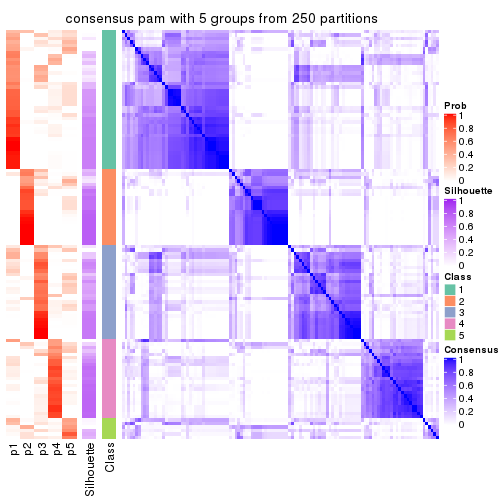 consensus pam with 5 groups from 250 partitions
Prob
1
0.8
0.6
0.4
0.2
0
Silhouette
1
0.8
0.6
0.4
0.2
0
Class
1
2
3
4
5
Consensus
1
0.8
0.6
0.4
0.2
0
p1
p2
p3
p4
p5
Silhouette
Class